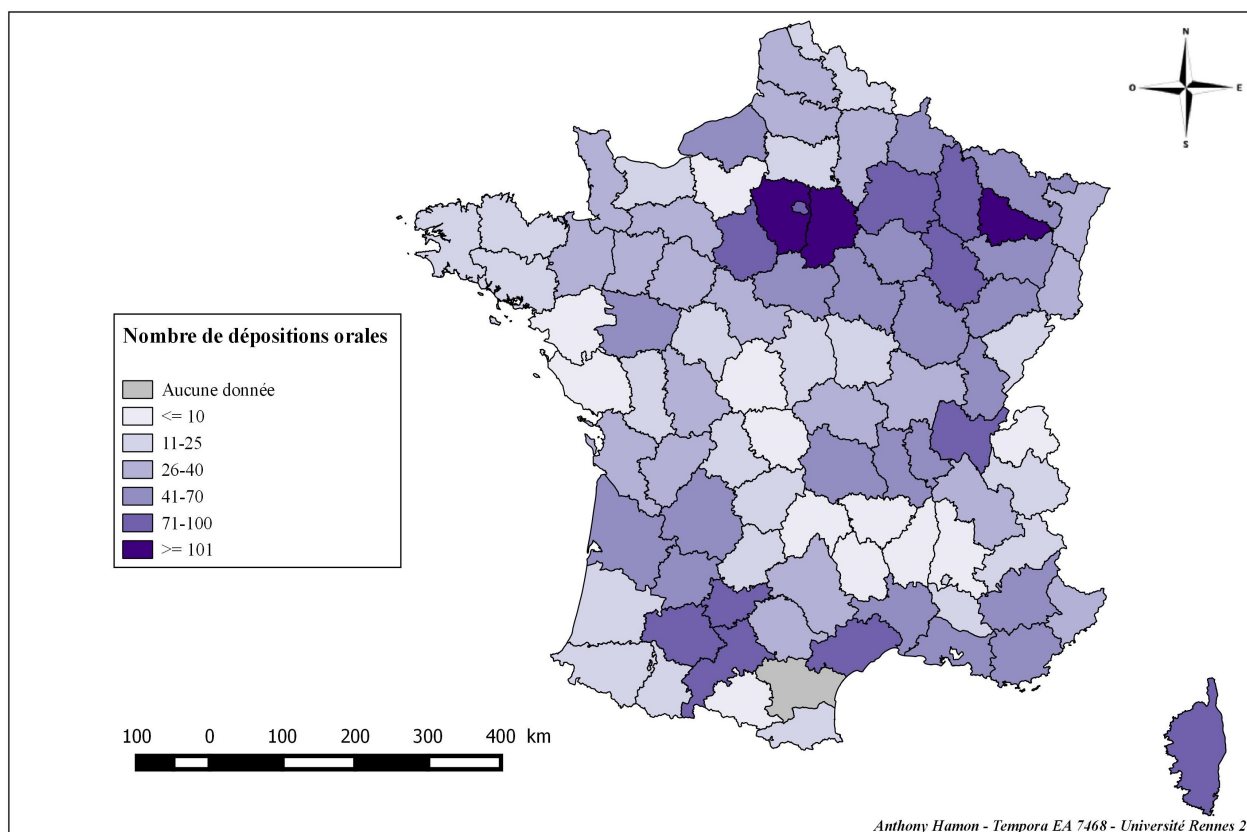 N
O
E
S
Nombre de dépositions orales
Aucune donnée
<= 10
11-25
26-40
41-70
71-100
>= 101
100 0 100 200 300 400 km
Anthony Hamon - Tempora EA 7468 - Université Rennes 2